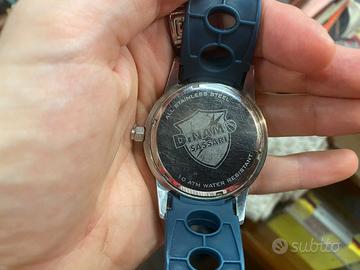 ALL STAINLESS STEEL
DINAMO
SASSARI
10 ATM WATER RESISTANT
subito